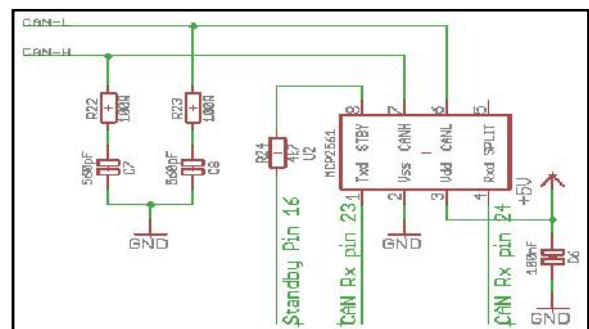 CAN-L
CAN-H
R22
100R
R23
100R
560pF
C7
560pF
C8
GND
R24
4k7
U2
MCP2561
8 7 6 5
STBY CANH CANL SPLIT
Txd Vss Vdd Rxd
1 2 3 4
GND
+5V
100nF
C6
GND
Standby Pin 16
CAN Rx pin 23
CAN Rx pin 24